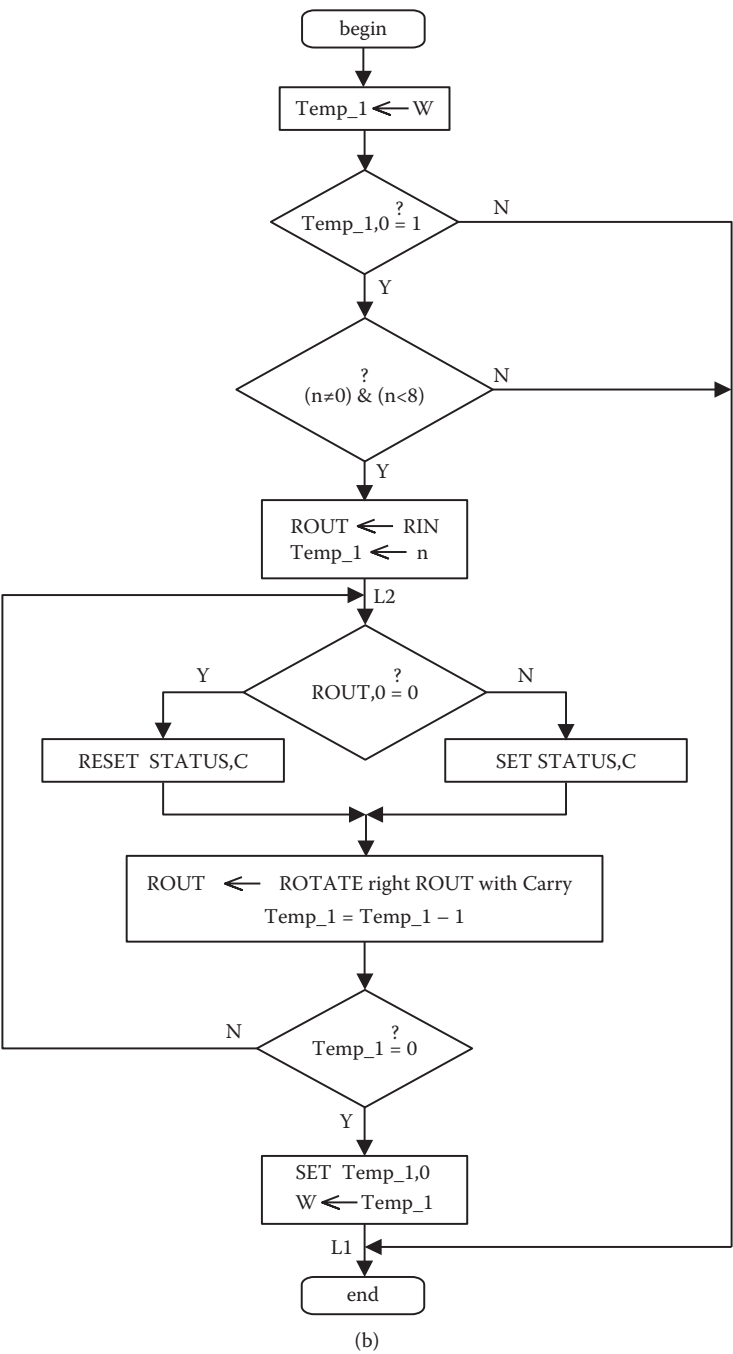 begin
Temp_1 ← W
?
Temp_1,0 = 1
N
Y
?
(n≠0) & (n<8)
N
Y
ROUT ← RIN
Temp_1 ← n
L2
Y
?
ROUT,0 = 0
N
RESET STATUS,C
SET STATUS,C
ROUT ← ROTATE right ROUT with Carry
Temp_1 = Temp_1 – 1
N
?
Temp_1 = 0
Y
SET Temp_1,0
W ← Temp_1
L1
end
(b)